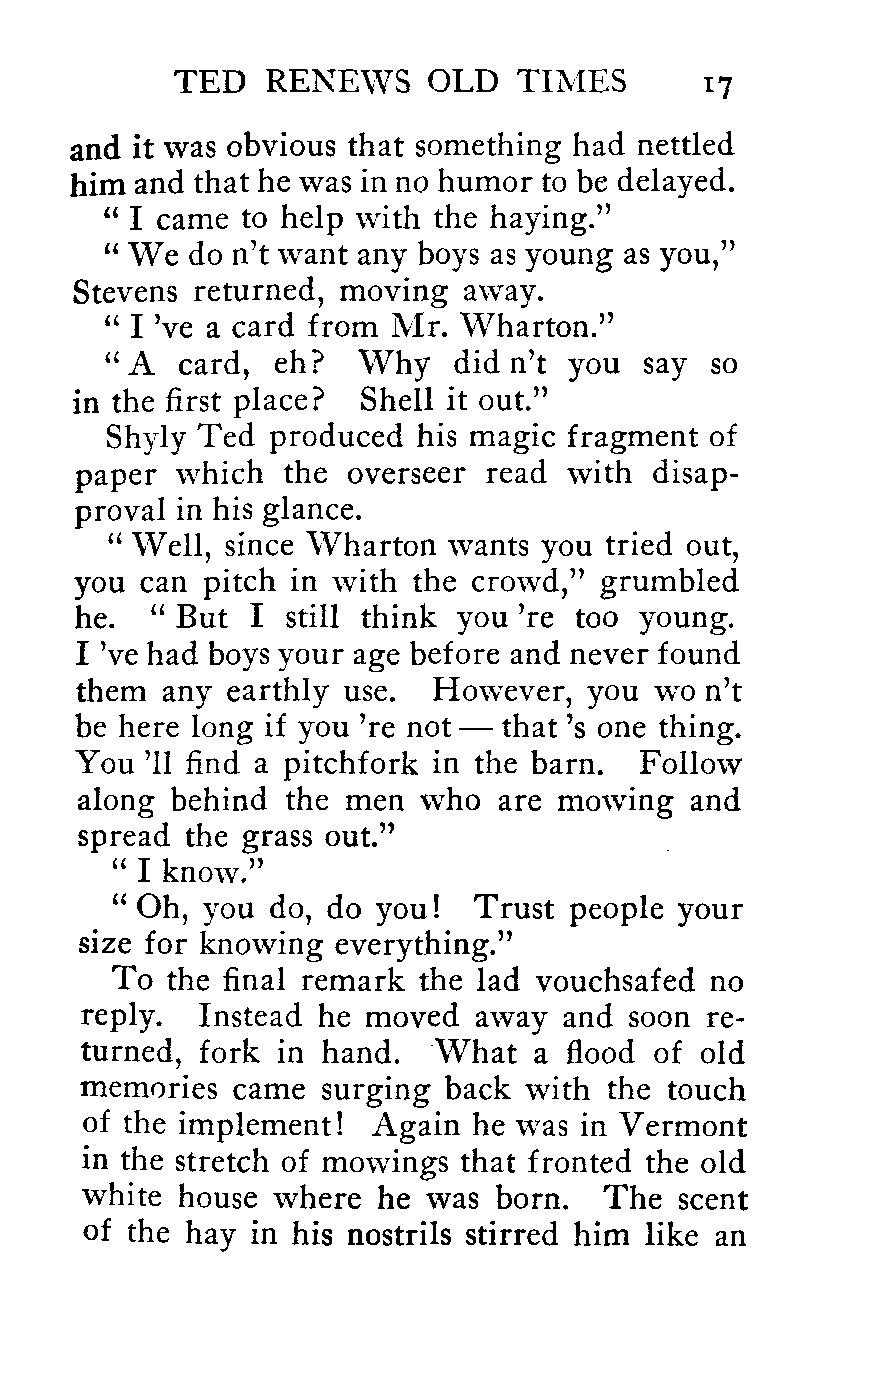 TED RENEWS OLD TIMES 17
and it was obvious that something had nettled
him and that he was in no humor to be delayed.
“ I came to help with the haying.”
“ We do n’t want any boys as young as you,”
Stevens returned, moving away.
“ I ’ve a card from Mr. Wharton.”
“ A card, eh? Why did n’t you say so
in the first place? Shell it out.”
Shyly Ted produced his magic fragment of
paper which the overseer read with disap-
proval in his glance.
“ Well, since Wharton wants you tried out,
you can pitch in with the crowd,” grumbled
he. “ But I still think you ’re too young.
I ’ve had boys your age before and never found
them any earthly use. However, you wo n’t
be here long if you ’re not — that ’s one thing.
You ’ll find a pitchfork in the barn. Follow
along behind the men who are mowing and
spread the grass out.”
“ I know.”
“ Oh, you do, do you! Trust people your
size for knowing everything.”
To the final remark the lad vouchsafed no
reply. Instead he moved away and soon re-
turned, fork in hand. What a flood of old
memories came surging back with the touch
of the implement! Again he was in Vermont
in the stretch of mowings that fronted the old
white house where he was born. The scent
of the hay in his nostrils stirred him like an